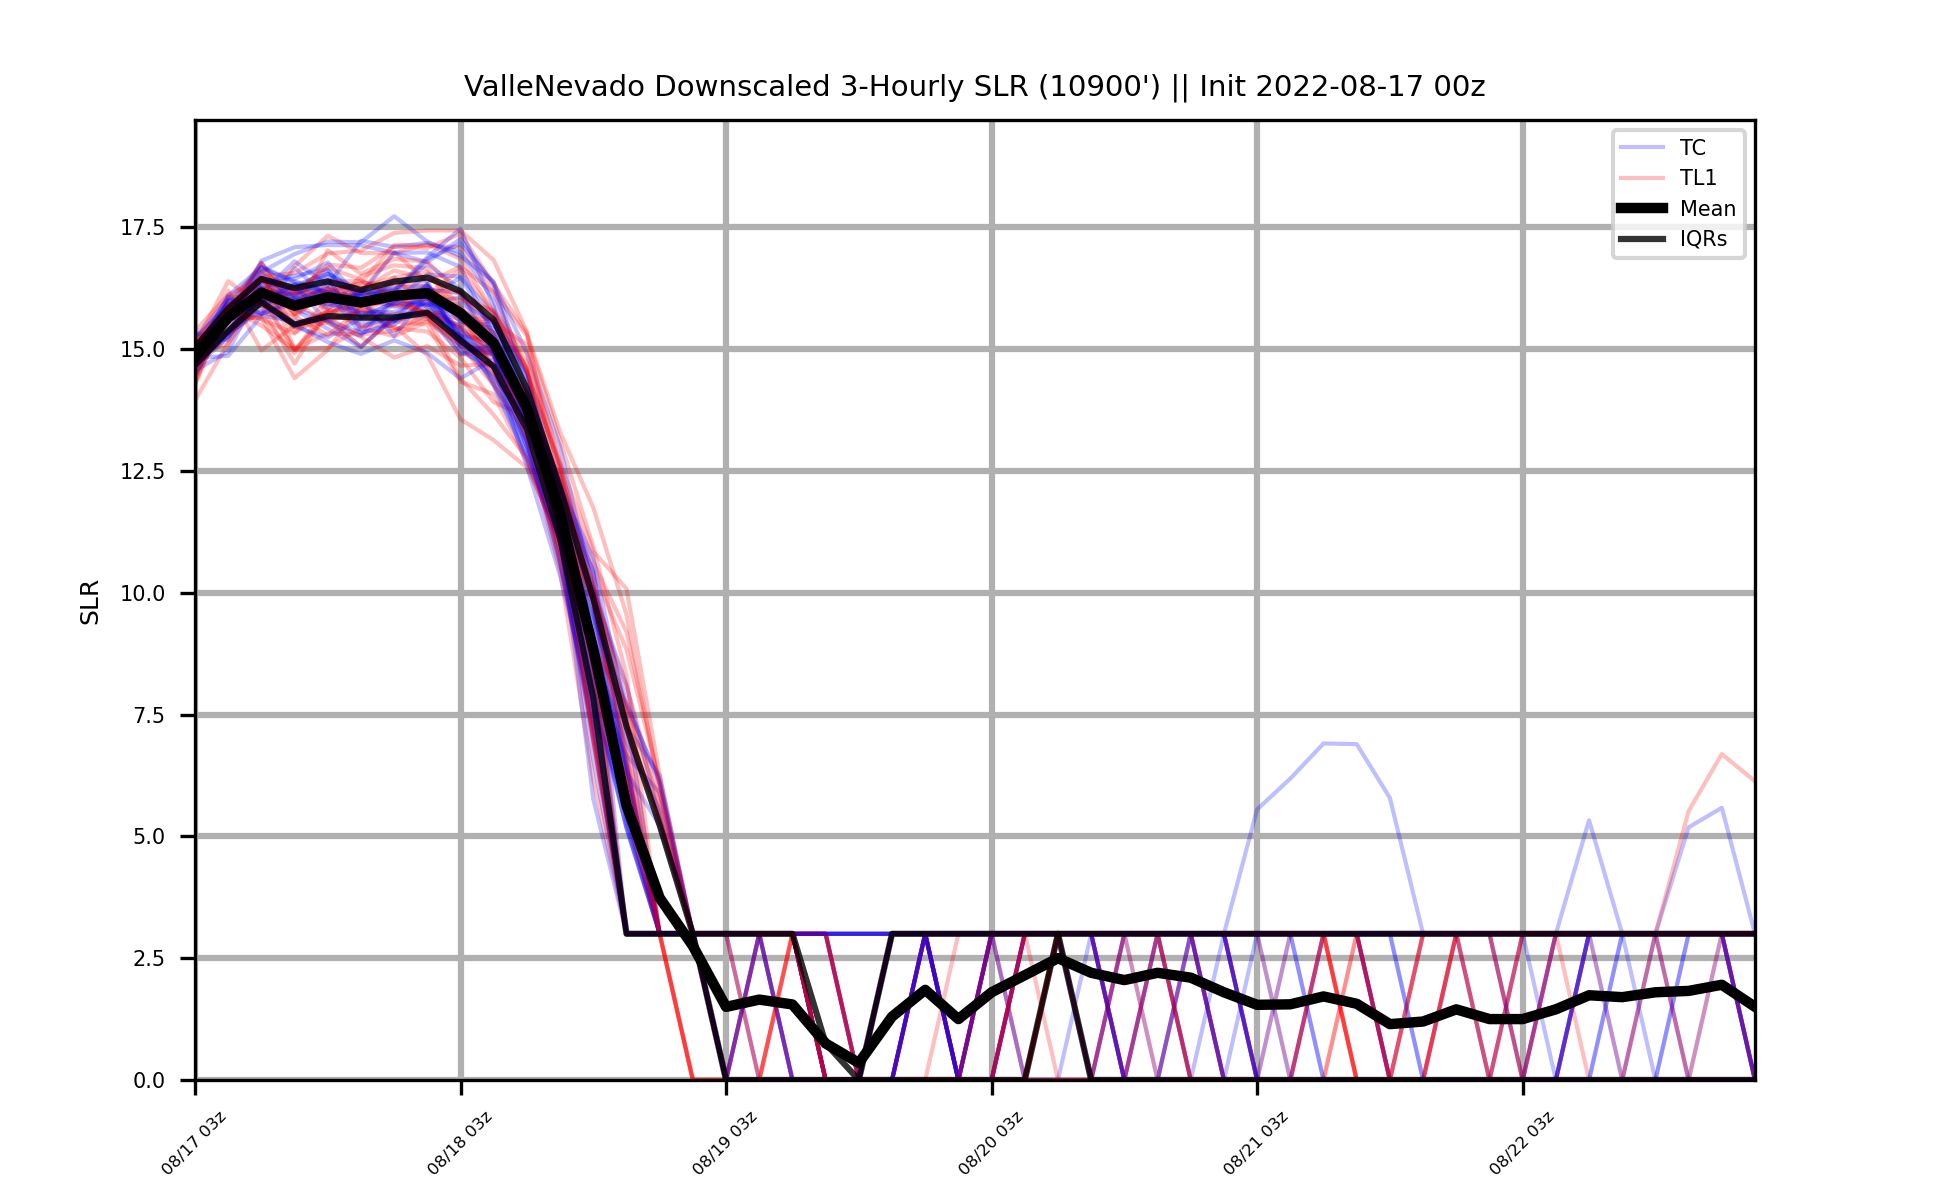 ValleNevado Downscaled 3-Hourly SLR (10900') || Init 2022-08-17 00z
TC
TL1
Mean
IQRs
17.5
15.0
12.5
10.0
7.5
5.0
2.5
0.0
SLR
08/17 03z
08/18 03z
08/19 03z
08/20 03z
08/21 03z
08/22 03z